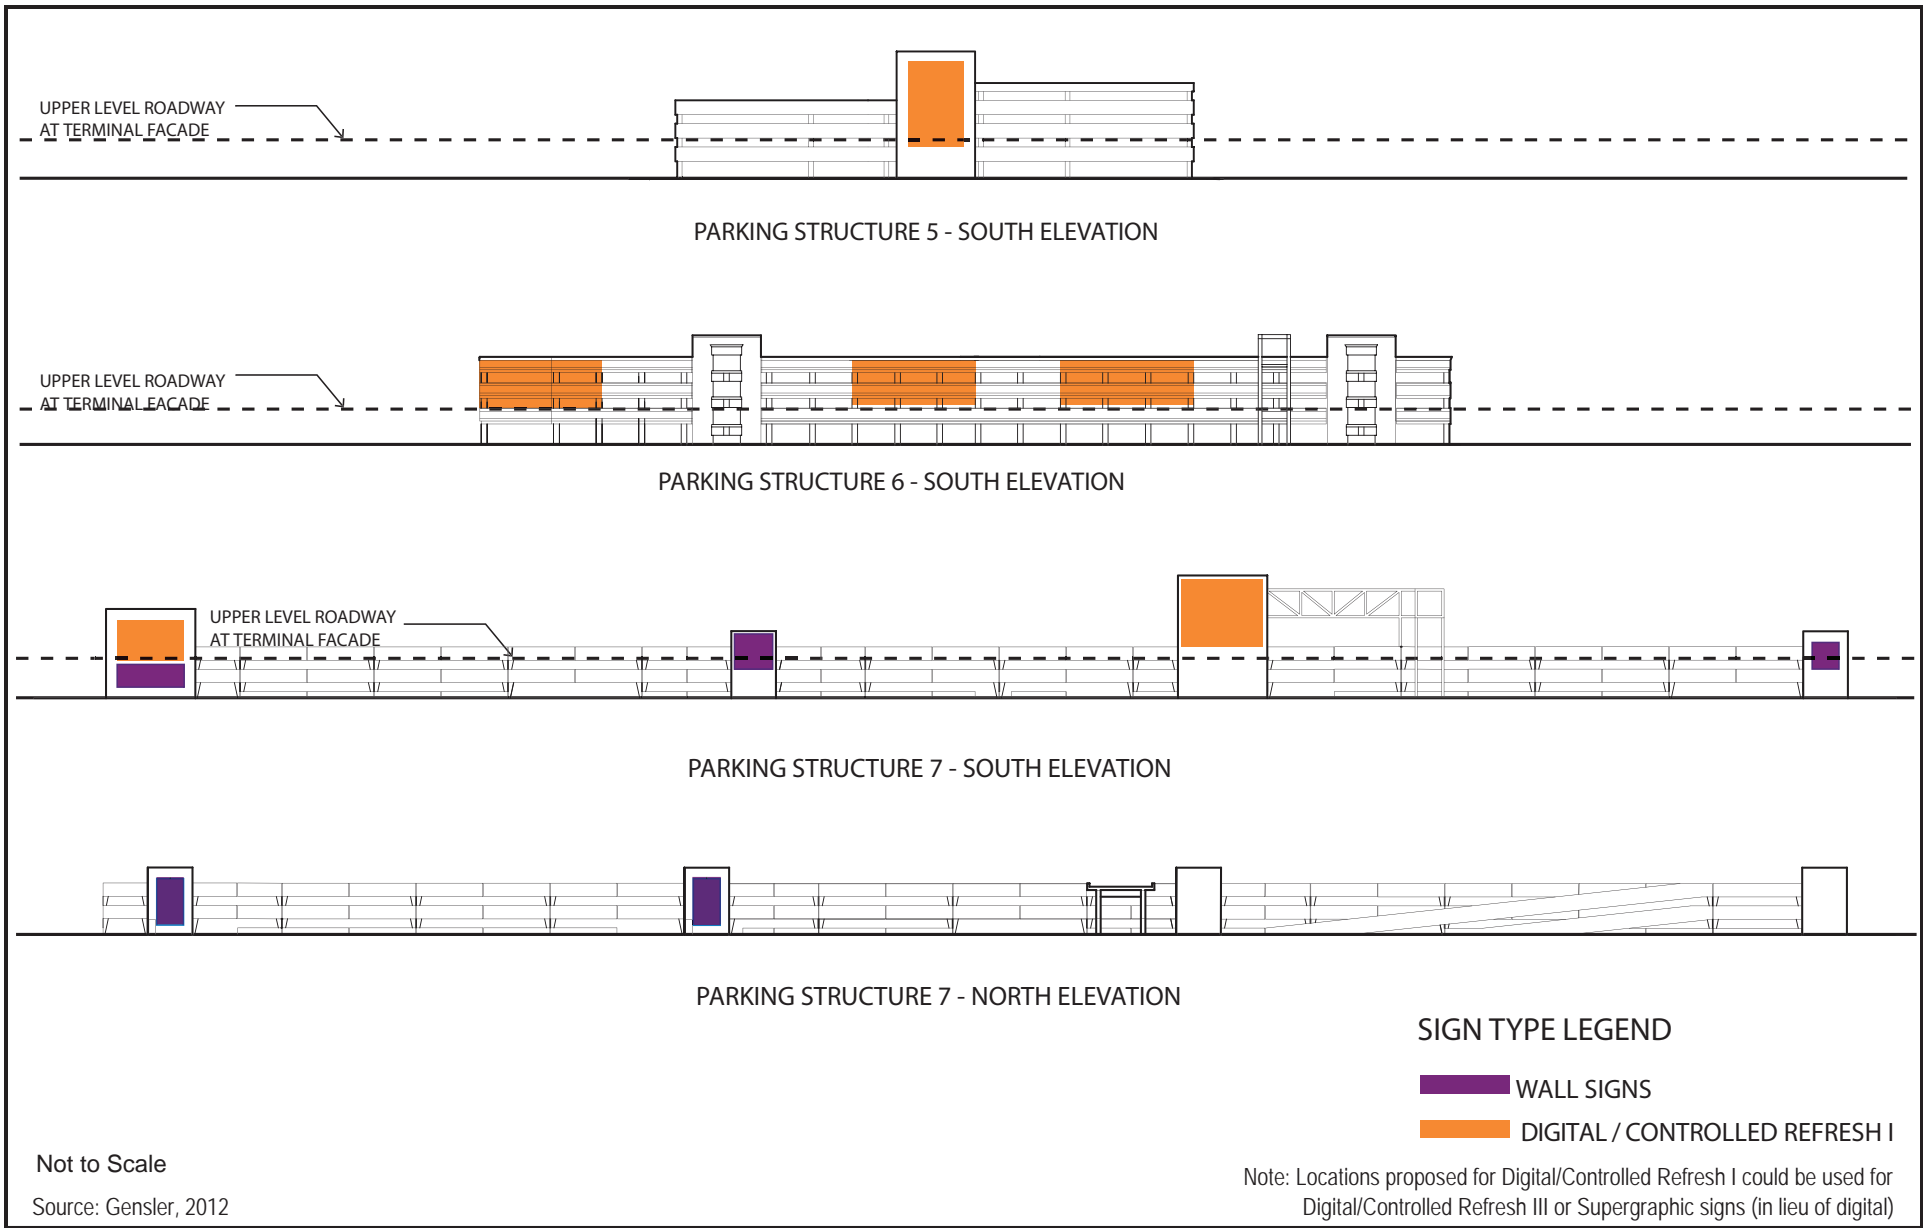 UPPER LEVEL ROADWAY
AT TERMINAL FACADE
PARKING STRUCTURE 5 - SOUTH ELEVATION
UPPER LEVEL ROADWAY
AT TERMINAL FACADE
PARKING STRUCTURE 6 - SOUTH ELEVATION
UPPER LEVEL ROADWAY
AT TERMINAL FACADE
PARKING STRUCTURE 7 - SOUTH ELEVATION
PARKING STRUCTURE 7 - NORTH ELEVATION
SIGN TYPE LEGEND
WALL SIGNS
DIGITAL / CONTROLLED REFRESH I
Not to Scale
Source: Gensler, 2012
Note: Locations proposed for Digital/Controlled Refresh I could be used for
Digital/Controlled Refresh III or Supergraphic signs (in lieu of digital)